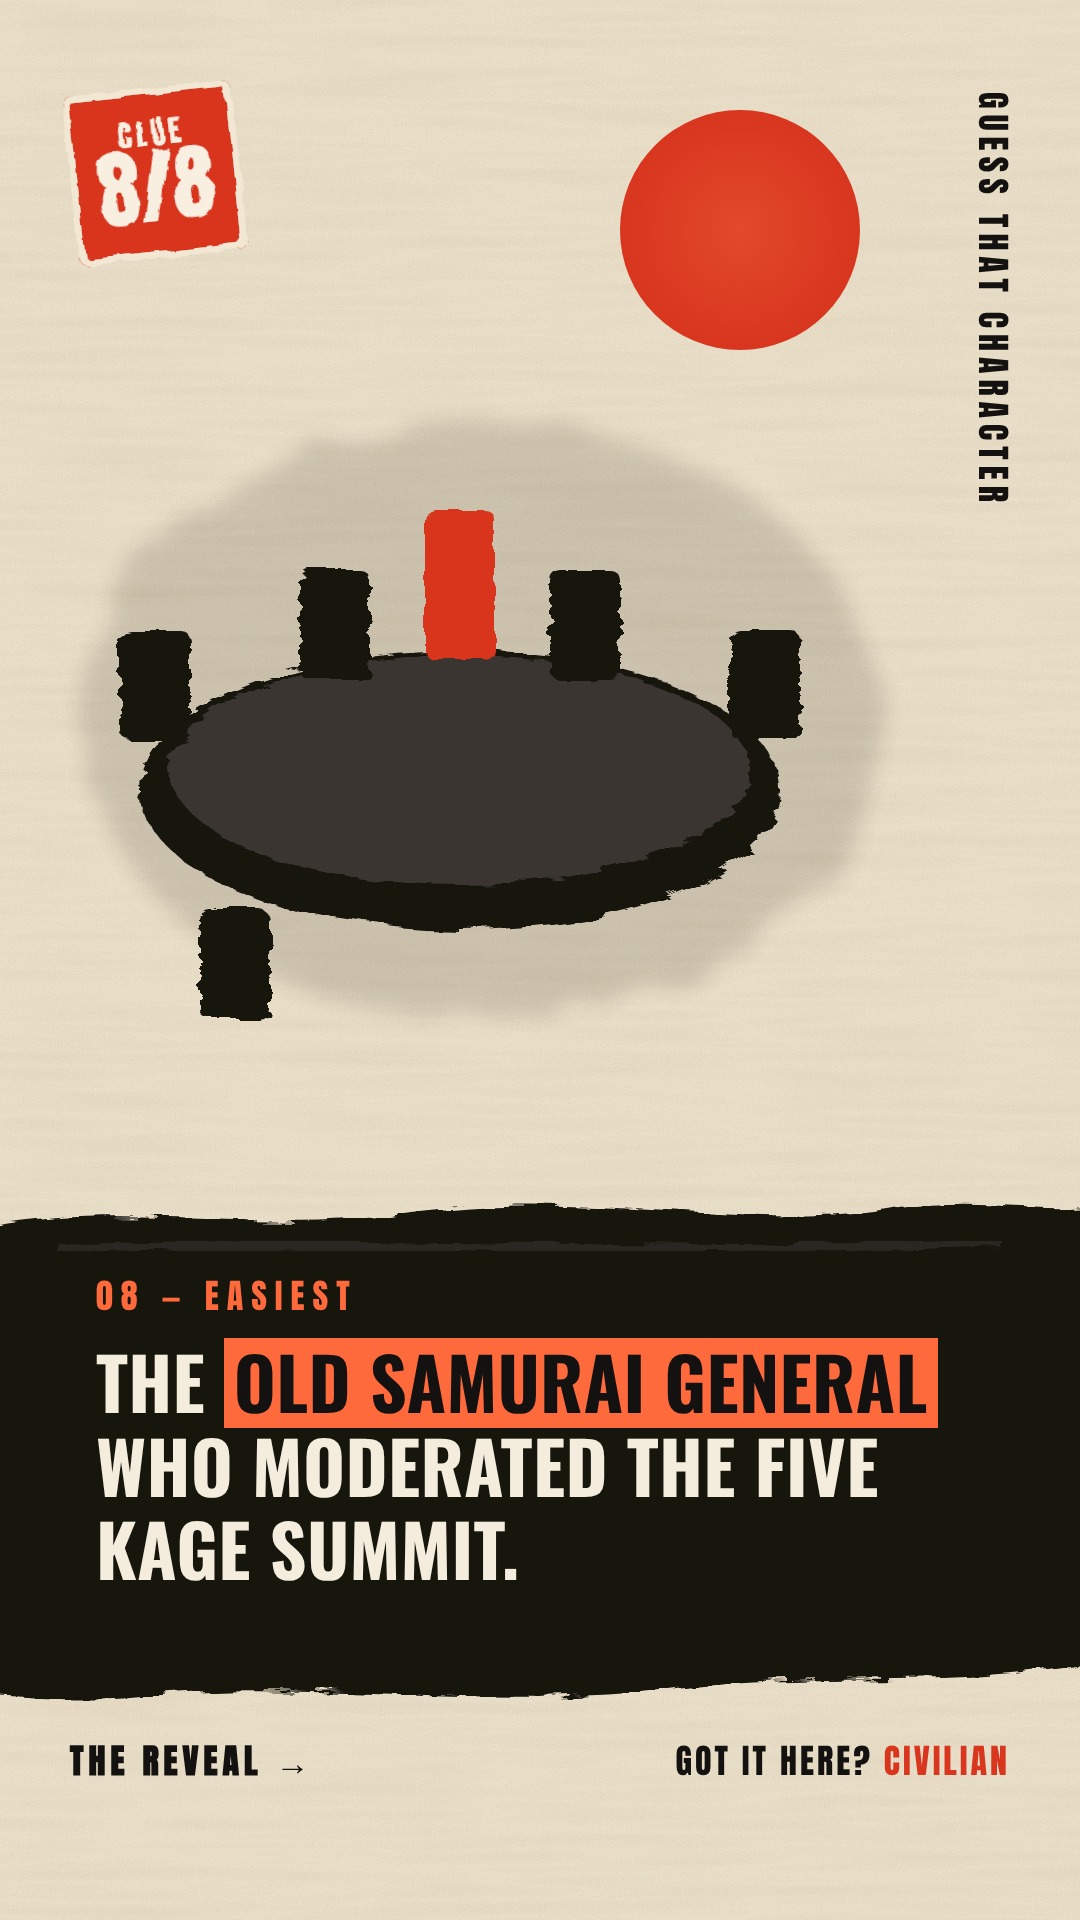 CLUE
8/8
GUESS THAT CHARACTER
08 – EASIEST
THE OLD SAMURAI GENERAL
WHO MODERATED THE FIVE
KAGE SUMMIT.
THE REVEAL →
GOT IT HERE? CIVILIAN